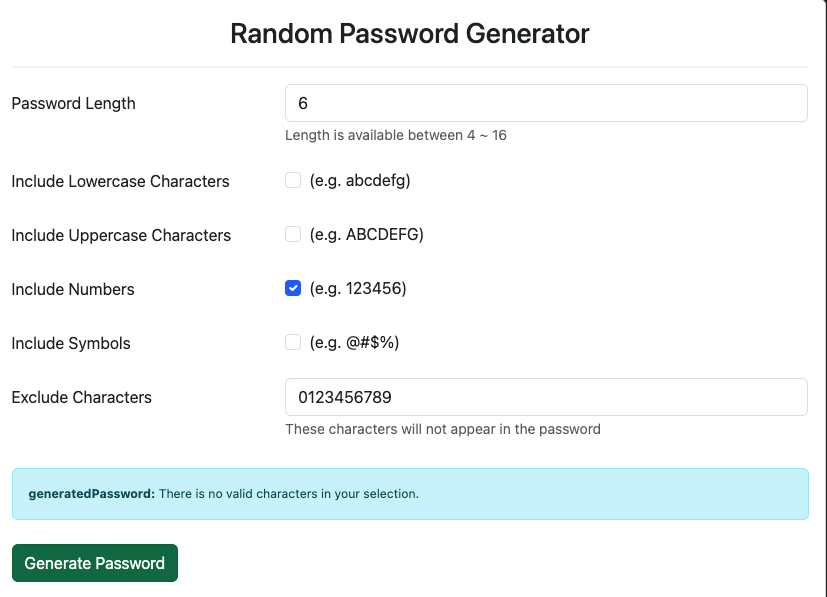 Random Password Generator
Password Length
6
Length is available between 4 ~ 16
Include Lowercase Characters
(e.g. abcdefg)
Include Uppercase Characters
(e.g. ABCDEFG)
Include Numbers
(e.g. 123456)
Include Symbols
(e.g. @#$%)
Exclude Characters
0123456789
These characters will not appear in the password
generatedPassword: There is no valid characters in your selection.
Generate Password